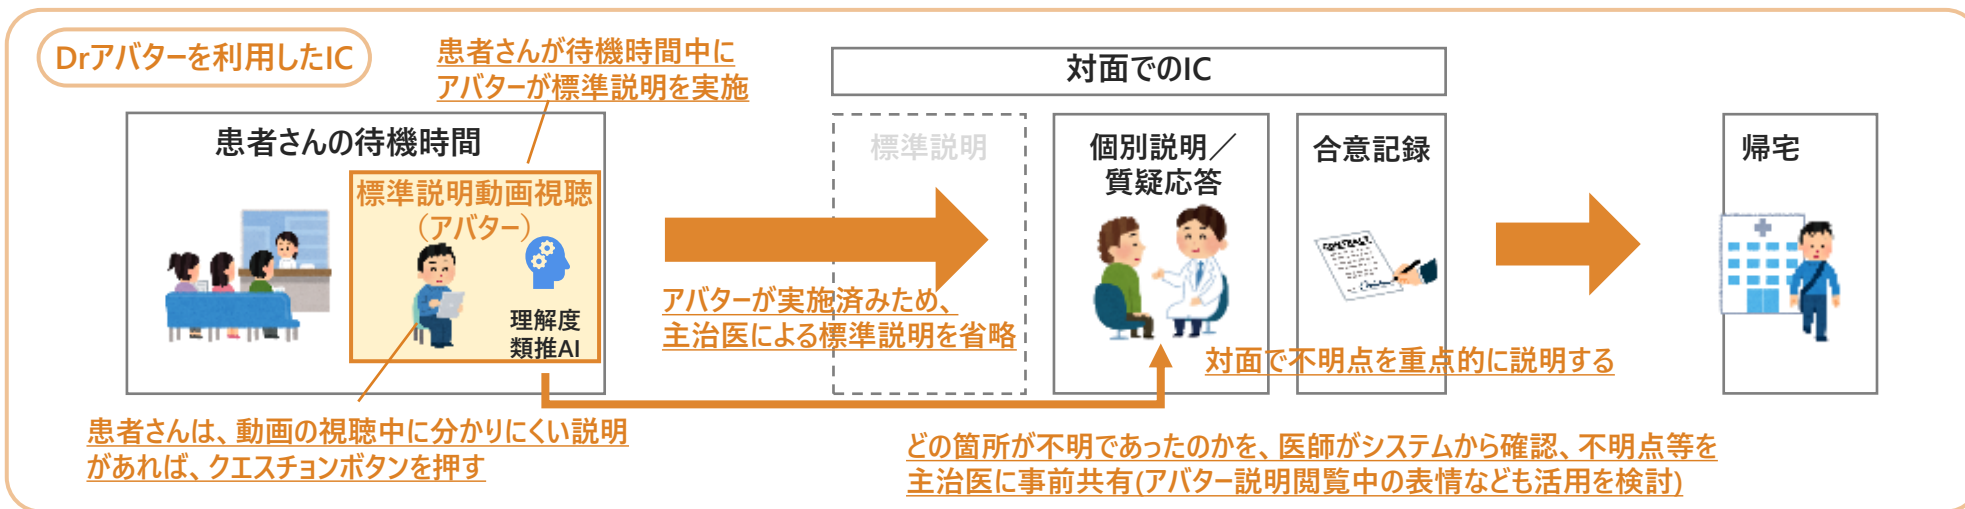 Drアバターを利用したIC
患者さんが待機時間中に
アバターが標準説明を実施
対面でのIC
患者さんの待機時間
標準説明動画視聴
（アバター）
理解度
類推AI
標準説明
個別説明／
質疑応答
合意記録
CONTRACT
帰宅
アバターが実施済みため、
主治医による標準説明を省略
対面で不明点を重点的に説明する
患者さんは、動画の視聴中に分かりにくい説明
があれば、クエスチョンボタンを押す
どの箇所が不明であったのかを、医師がシステムから確認、不明点等を
主治医に事前共有(アバター説明閲覧中の表情なども活用を検討)